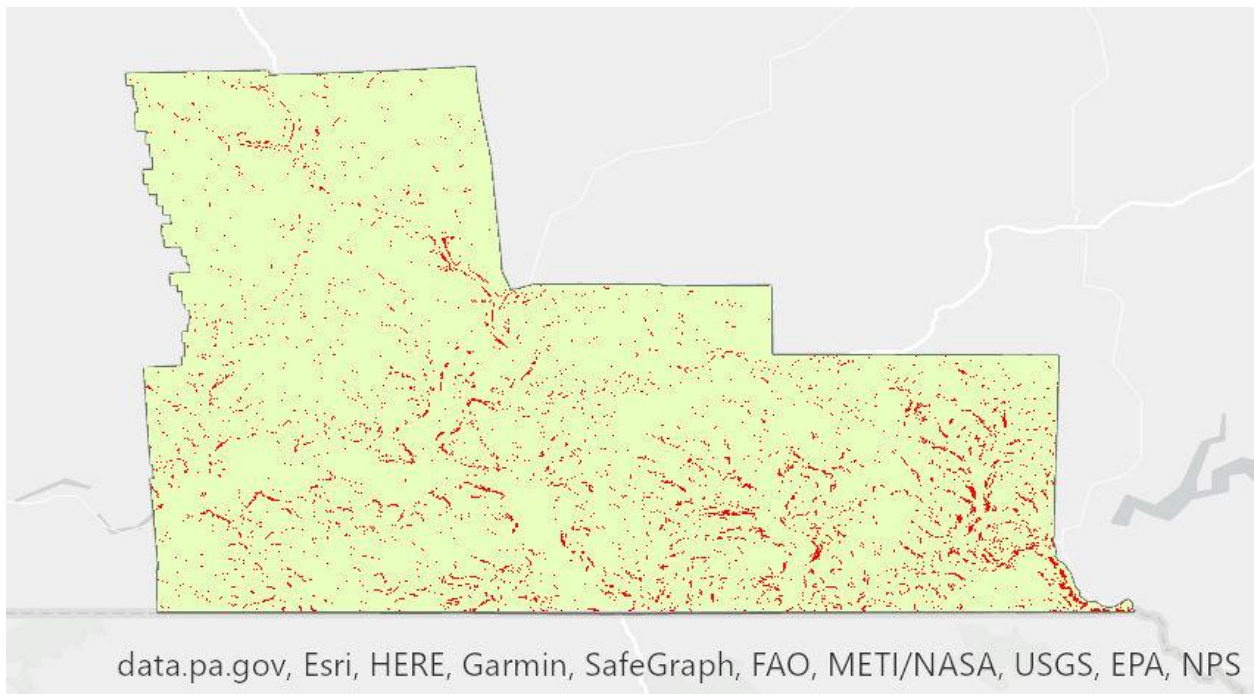 data.pa.gov, Esri, HERE, Garmin, SafeGraph, FAO, METI/NASA, USGS, EPA, NPS